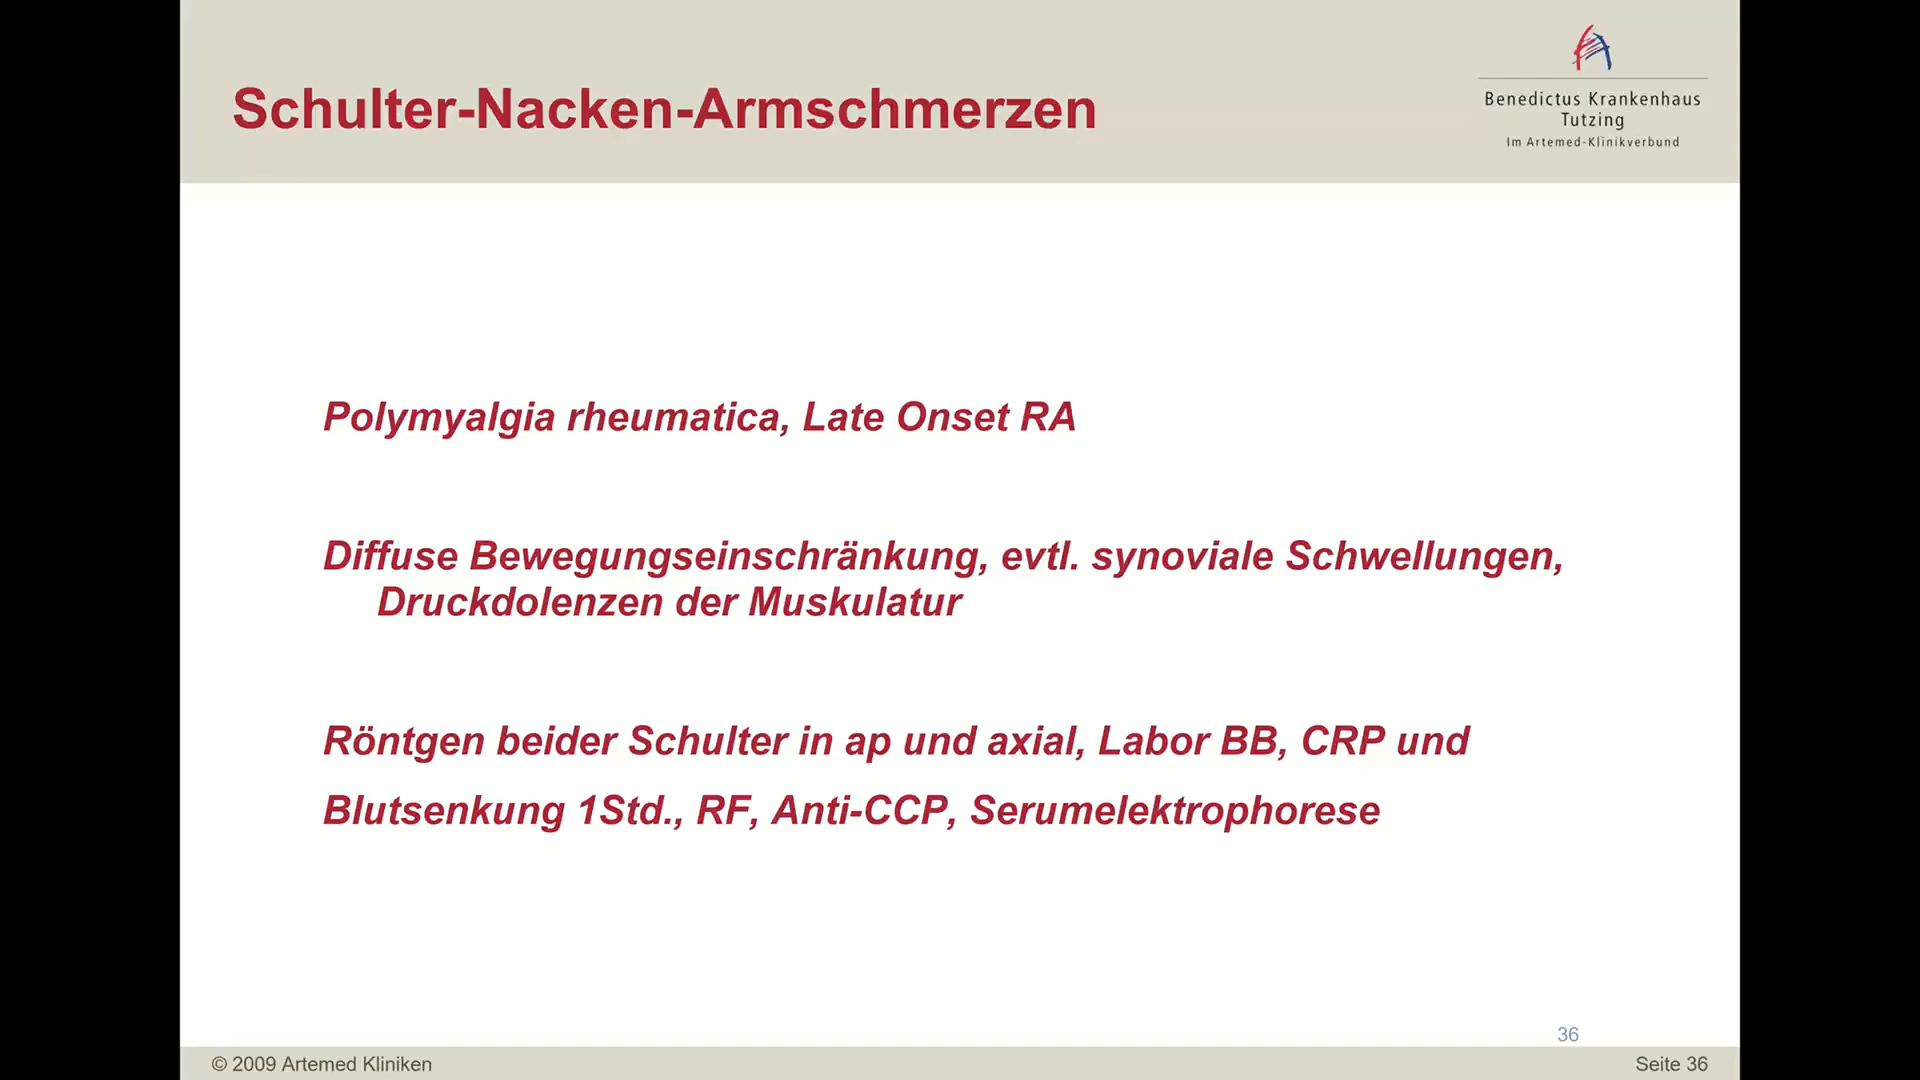 Schulter-Nacken-Armschmerzen
Benedictus Krankenhaus
Tutzing
Im Artemed-Klinikverbund
Polymyalgia rheumatica, Late Onset RA
Diffuse Bewegungseinschränkung, evtl. synoviale Schwellungen,
Druckdolenzen der Muskulatur
Röntgen beider Schulter in ap und axial, Labor BB, CRP und
Blutsenkung 1Std., RF, Anti-CCP, Serumelektrophorese
36
© 2009 Artemed Kliniken
Seite 36